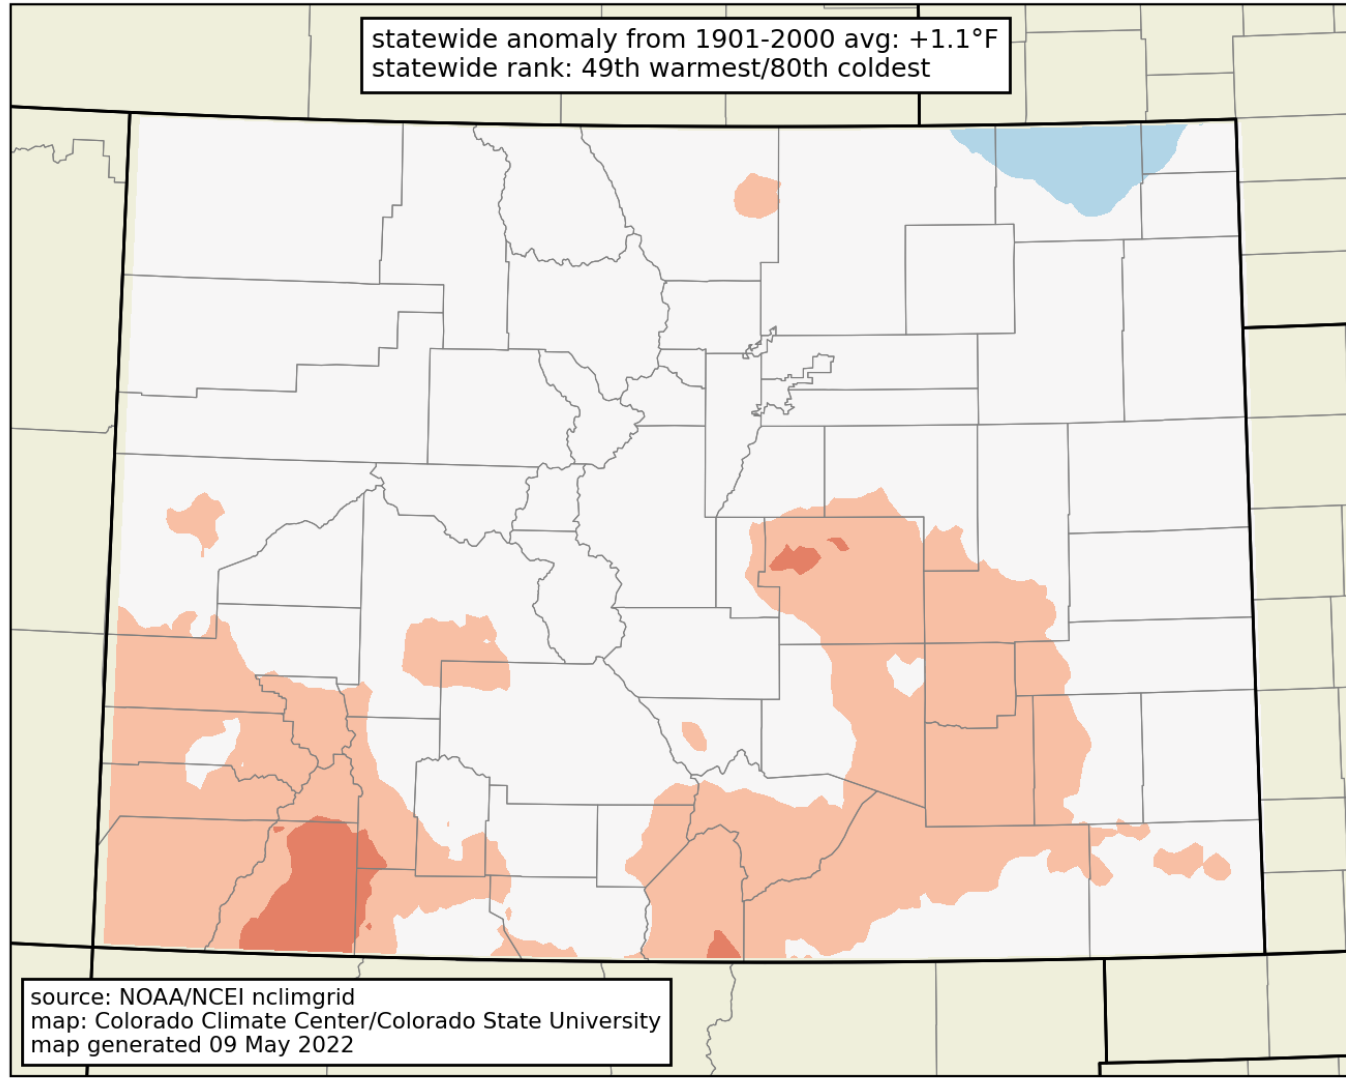 statewide anomaly from 1901-2000 avg: +1.1°F
statewide rank: 49th warmest/80th coldest
source: NOAA/NCEI nclimgrid
map: Colorado Climate Center/Colorado State University
map generated 09 May 2022